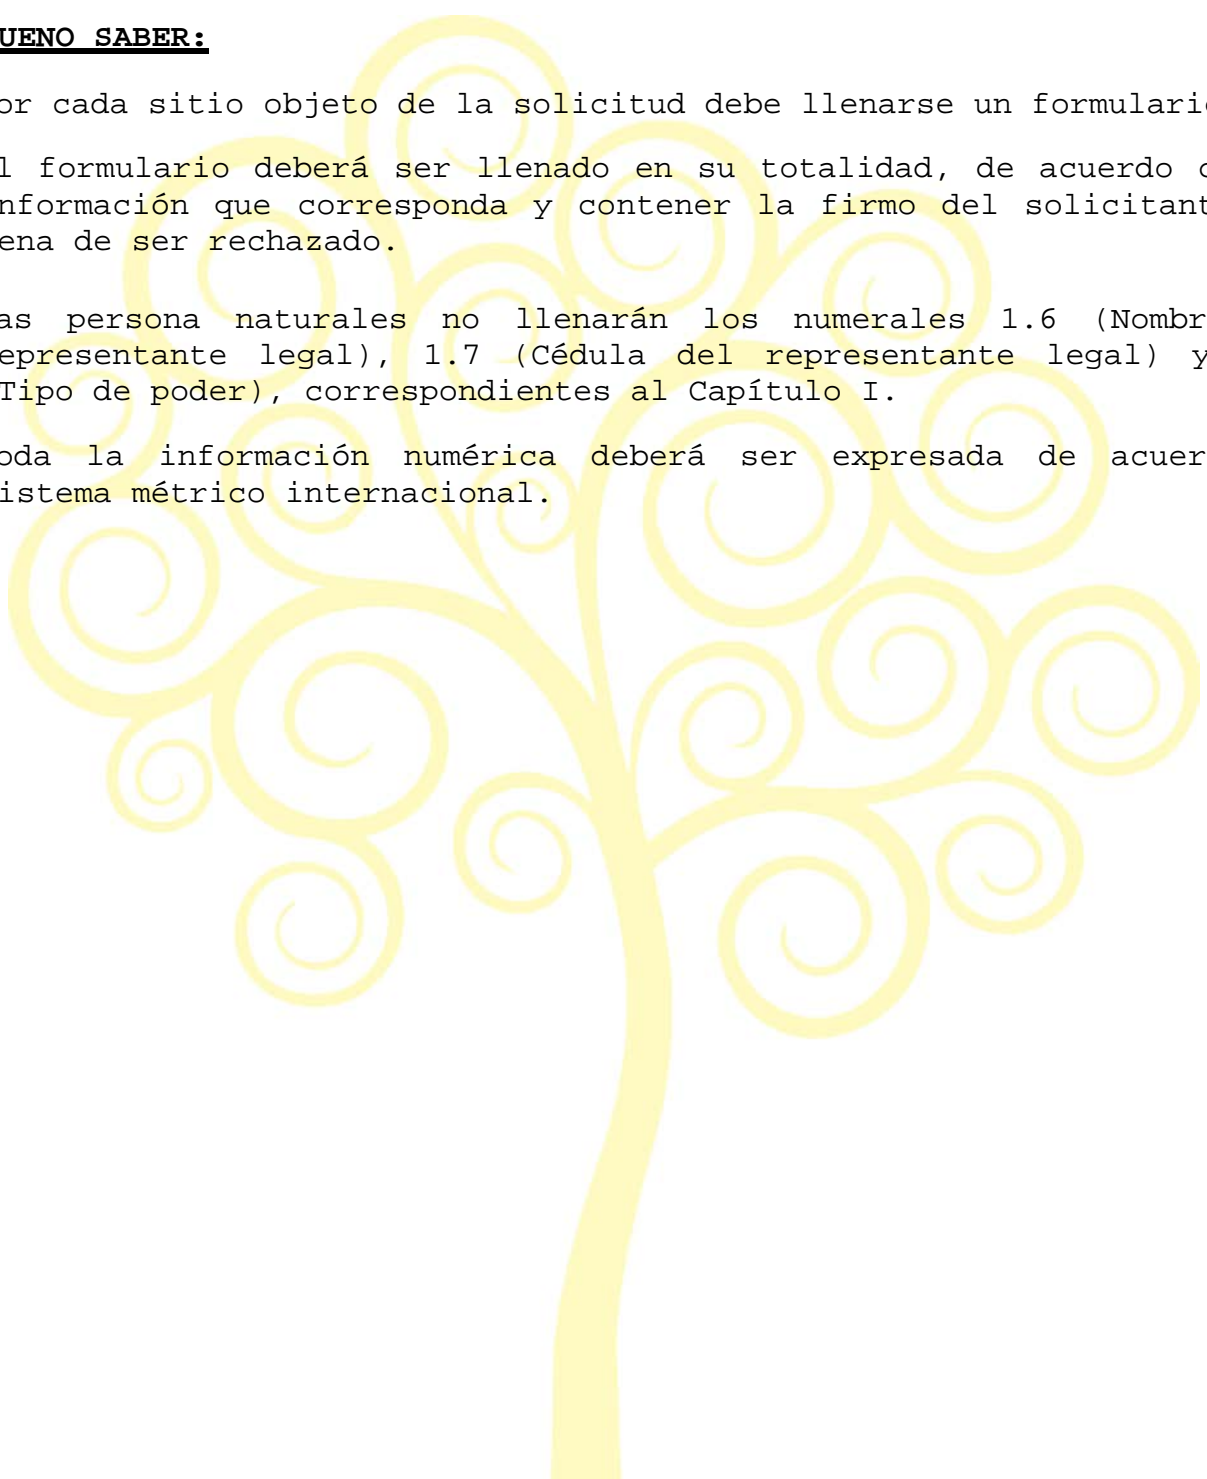 UENO SABER:
or cada sitio objeto de la solicitud debe llenarse un formulario
l formulario deberá ser llenado en su totalidad, de acuerdo c
nformación que corresponda y contener la firmo del solicitant
ena de ser rechazado.
as persona naturales no llenarán los numerales 1.6 (Nombr
epresentante legal), 1.7 (Cédula del representante legal) y
Tipo de poder), correspondientes al Capítulo I.
oda la información numérica deberá ser expresada de acuer
istema métrico internacional.